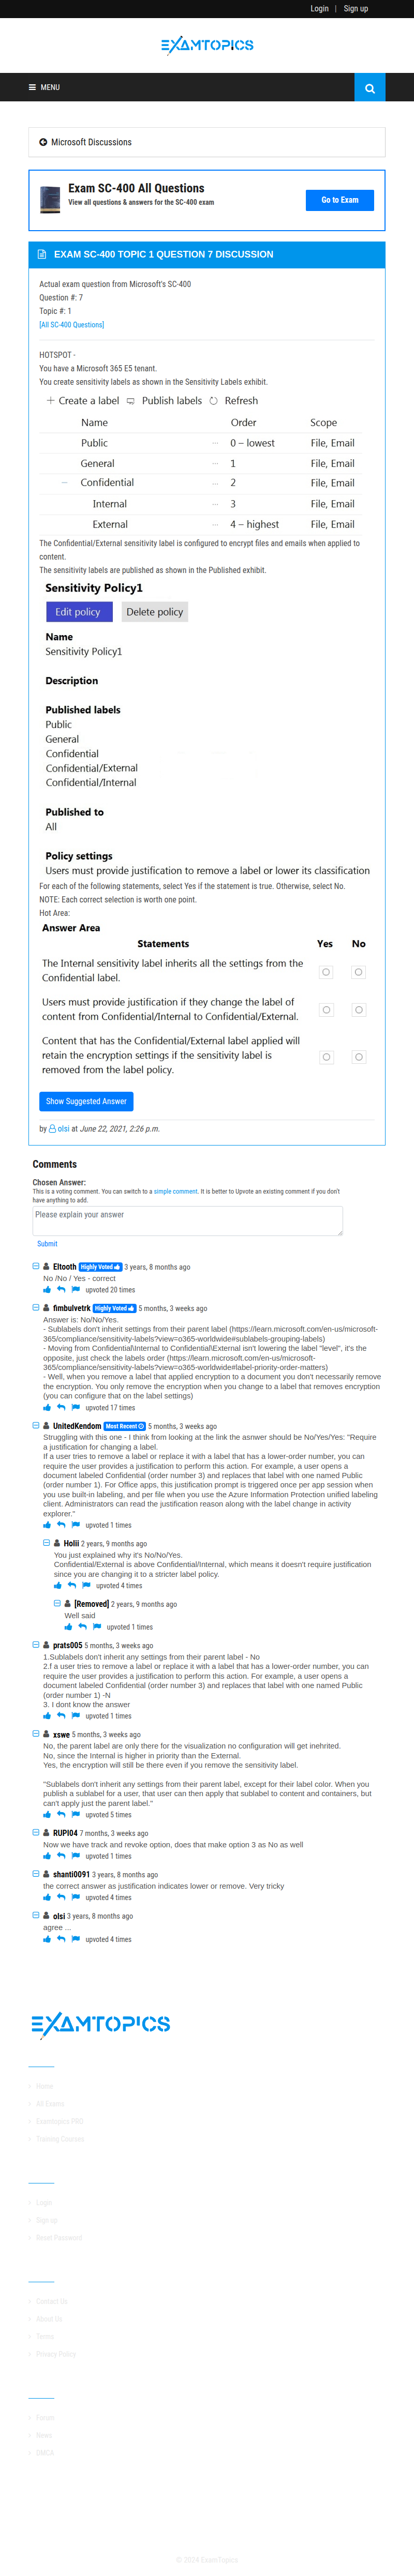 Login | Sign up
EXAMTOPICS
MENU
Microsoft Discussions
Exam SC-400 All Questions
View all questions & answers for the SC-400 exam
Go to Exam
EXAM SC-400 TOPIC 1 QUESTION 7 DISCUSSION
Actual exam question from Microsoft's SC-400
Question #: 7
Topic #: 1
[All SC-400 Questions]
HOTSPOT -
You have a Microsoft 365 E5 tenant.
You create sensitivity labels as shown in the Sensitivity Labels exhibit.
Create a label Publish labels Refresh
Name Order Scope
Public ... 0 – lowest File, Email
General ... 1 File, Email
Confidential ... 2 File, Email
Internal ... 3 File, Email
External ... 4 – highest File, Email
The Confidential/External sensitivity label is configured to encrypt files and emails when applied to
content.
The sensitivity labels are published as shown in the Published exhibit.
Sensitivity Policy1
Edit policy Delete policy
Name
Sensitivity Policy1
Description
Published labels
Public
General
Confidential
Confidential/External
Confidential/Internal
Published to
All
Policy settings
Users must provide justification to remove a label or lower its classification
For each of the following statements, select Yes if the statement is true. Otherwise, select No.
NOTE: Each correct selection is worth one point.
Hot Area:
Answer Area
Statements Yes No
The Internal sensitivity label inherits all the settings from the
Confidential label.
Users must provide justification if they change the label of
content from Confidential/Internal to Confidential/External.
Content that has the Confidential/External label applied will
retain the encryption settings if the sensitivity label is
removed from the label policy.
Show Suggested Answer
by olsi at June 22, 2021, 2:26 p.m.
Comments
Chosen Answer:
This is a voting comment. You can switch to a simple comment. It is better to Upvote an existing comment if you don't
have anything to add.
Please explain your answer
Submit
Eltooth Highly Voted 3 years, 8 months ago
No /No / Yes - correct
upvoted 20 times
fimbulvetrk Highly Voted 5 months, 3 weeks ago
Answer is: No/No/Yes.
- Sublabels don't inherit settings from their parent label (https://learn.microsoft.com/en-us/microsoft-
365/compliance/sensitivity-labels?view=o365-worldwide#sublabels-grouping-labels)
- Moving from Confidential\Internal to Confidential\External isn't lowering the label "level", it's the
opposite, just check the labels order (https://learn.microsoft.com/en-us/microsoft-
365/compliance/sensitivity-labels?view=o365-worldwide#label-priority-order-matters)
- Well, when you remove a label that applied encryption to a document you don't necessarily remove
the encryption. You only remove the encryption when you change to a label that removes encryption
(you can configure that on the label settings)
upvoted 17 times
UnitedKendom Most Recent 5 months, 3 weeks ago
Struggling with this one - I think from looking at the link the asnwer should be No/Yes/Yes: "Require
a justification for changing a label.
If a user tries to remove a label or replace it with a label that has a lower-order number, you can
require the user provides a justification to perform this action. For example, a user opens a
document labeled Confidential (order number 3) and replaces that label with one named Public
(order number 1). For Office apps, this justification prompt is triggered once per app session when
you use built-in labeling, and per file when you use the Azure Information Protection unified labeling
client. Administrators can read the justification reason along with the label change in activity
explorer."
upvoted 1 times
Holii 2 years, 9 months ago
You just explained why it's No/No/Yes.
Confidential/External is above Confidential/Internal, which means it doesn't require justification
since you are changing it to a stricter label policy.
upvoted 4 times
[Removed] 2 years, 9 months ago
Well said
upvoted 1 times
prats005 5 months, 3 weeks ago
1.Sublabels don't inherit any settings from their parent label - No
2.f a user tries to remove a label or replace it with a label that has a lower-order number, you can
require the user provides a justification to perform this action. For example, a user opens a
document labeled Confidential (order number 3) and replaces that label with one named Public
(order number 1) -N
3. I dont know the answer
upvoted 1 times
xswe 5 months, 3 weeks ago
No, the parent label are only there for the visualization no configuration will get inehrited.
No, since the Internal is higher in priority than the External.
Yes, the encryption will still be there even if you remove the sensitivity label.
"Sublabels don't inherit any settings from their parent label, except for their label color. When you
publish a sublabel for a user, that user can then apply that sublabel to content and containers, but
can't apply just the parent label."
upvoted 5 times
RUPI04 7 months, 3 weeks ago
Now we have track and revoke option, does that make option 3 as No as well
upvoted 1 times
shanti0091 3 years, 8 months ago
the correct answer as justification indicates lower or remove. Very tricky
upvoted 4 times
olsi 3 years, 8 months ago
agree ...
upvoted 4 times
EXAMTOPICS
Home
All Exams
Examtopics PRO
Training Courses
Login
Sign up
Reset Password
Contact Us
About Us
Terms
Privacy Policy
Forum
News
DMCA
© 2024 ExamTopics